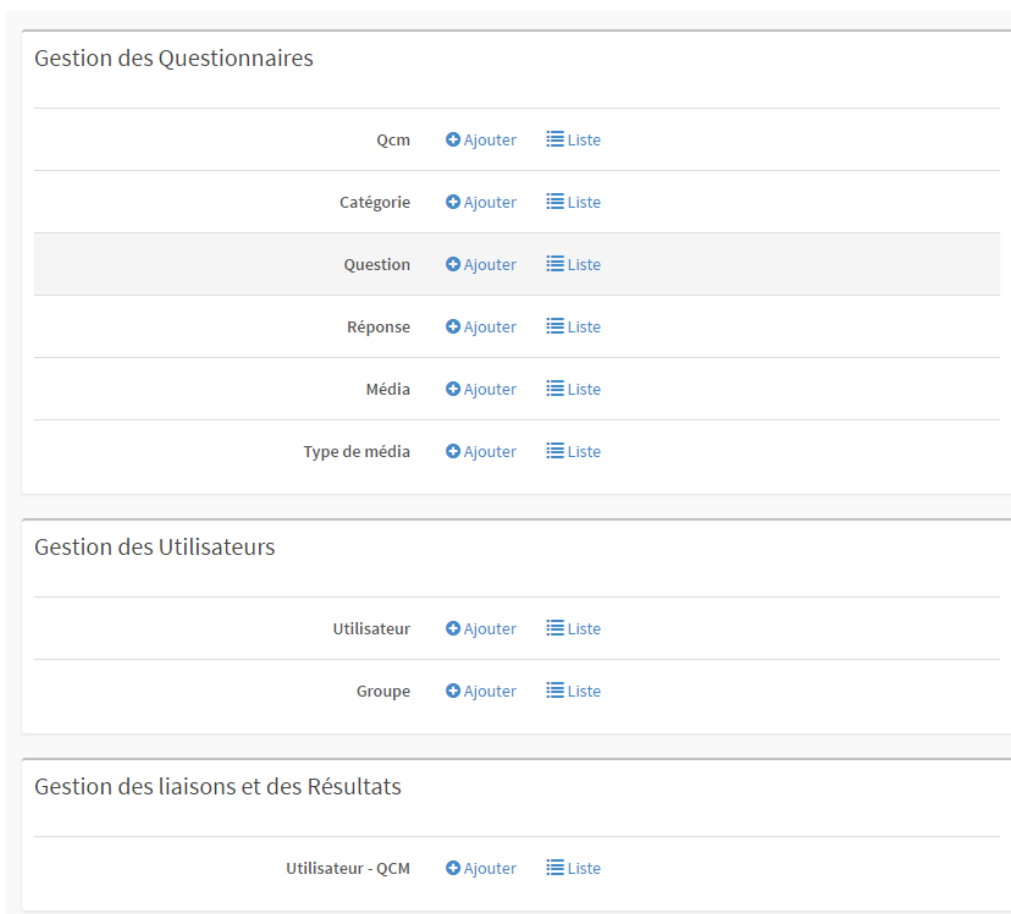 Gestion des Questionnaires
Qcm Ajouter Liste
Catégorie Ajouter Liste
Question Ajouter Liste
Réponse Ajouter Liste
Média Ajouter Liste
Type de média Ajouter Liste
Gestion des Utilisateurs
Utilisateur Ajouter Liste
Groupe Ajouter Liste
Gestion des liaisons et des Résultats
Utilisateur - QCM Ajouter Liste